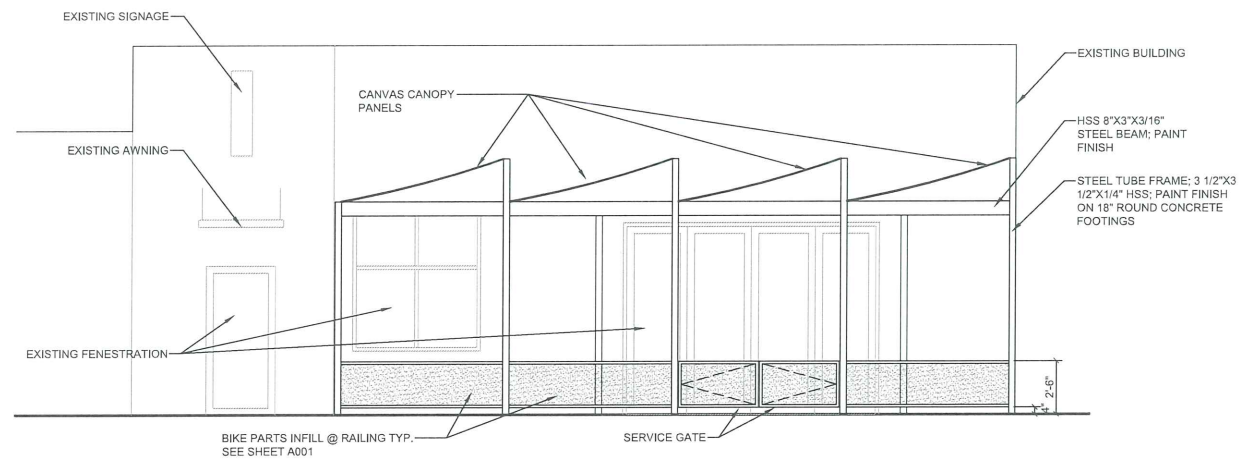 EXISTING SIGNAGE
EXISTING BUILDING
CANVAS CANOPY
PANELS
HSS 8"X3"X3/16"
STEEL BEAM; PAINT
FINISH
EXISTING AWNING
STEEL TUBE FRAME; 3 1/2"X3
1/2"X1/4" HSS; PAINT FINISH
ON 18" ROUND CONCRETE
FOOTINGS
EXISTING FENESTRATION
2'-6"
4"
BIKE PARTS INFILL @ RAILING TYP.
SEE SHEET A001
SERVICE GATE